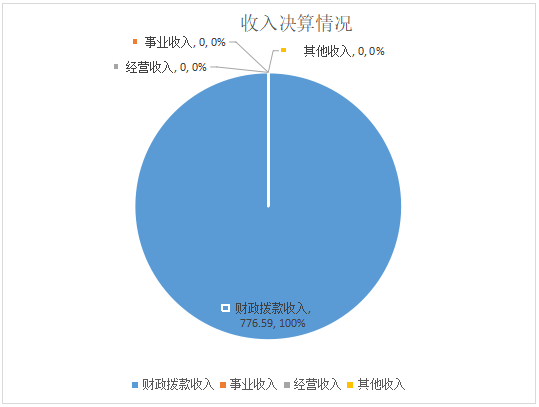 收入决算情况
事业收入, 0, 0%
其他收入, 0, 0%
经营收入, 0, 0%
财政拨款收入,
776.59, 100%
财政拨款收入 事业收入 经营收入 其他收入